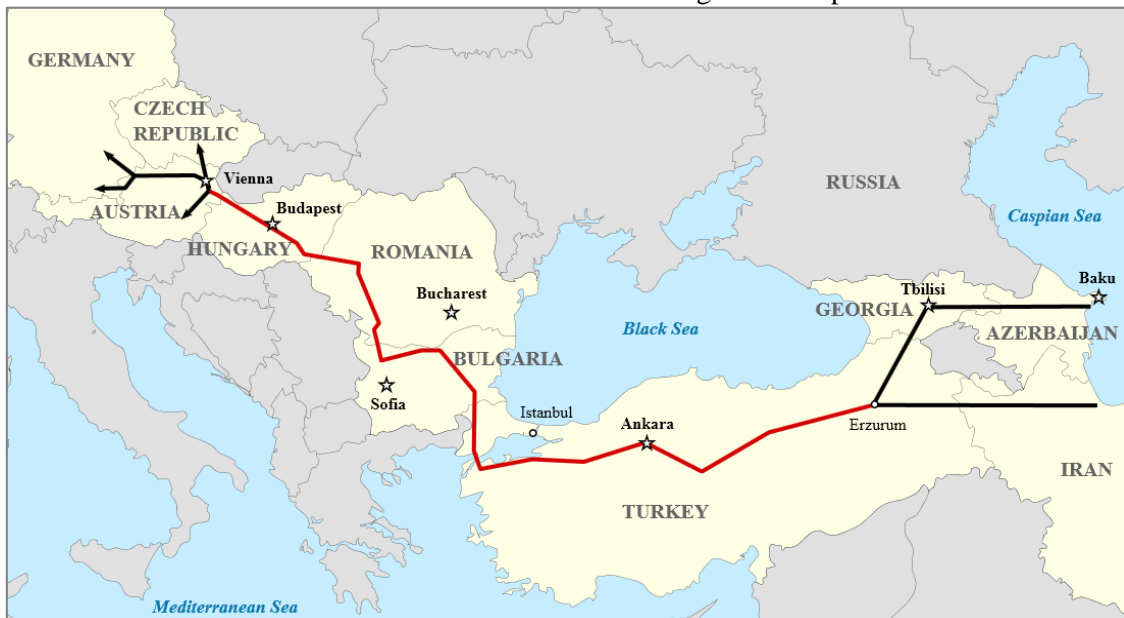 GERMANY
CZECH
REPUBLIC
Vienna
AUSTRIA
Budapest
HUNGARY
ROMANIA
Bucharest
BULGARIA
Sofia
Istanbul
Ankara
TURKEY
Black Sea
RUSSIA
Caspian Sea
Baku
Tbilisi
GEORGIA
AZERBAIJAN
Erzurum
IRAN
Mediterranean Sea